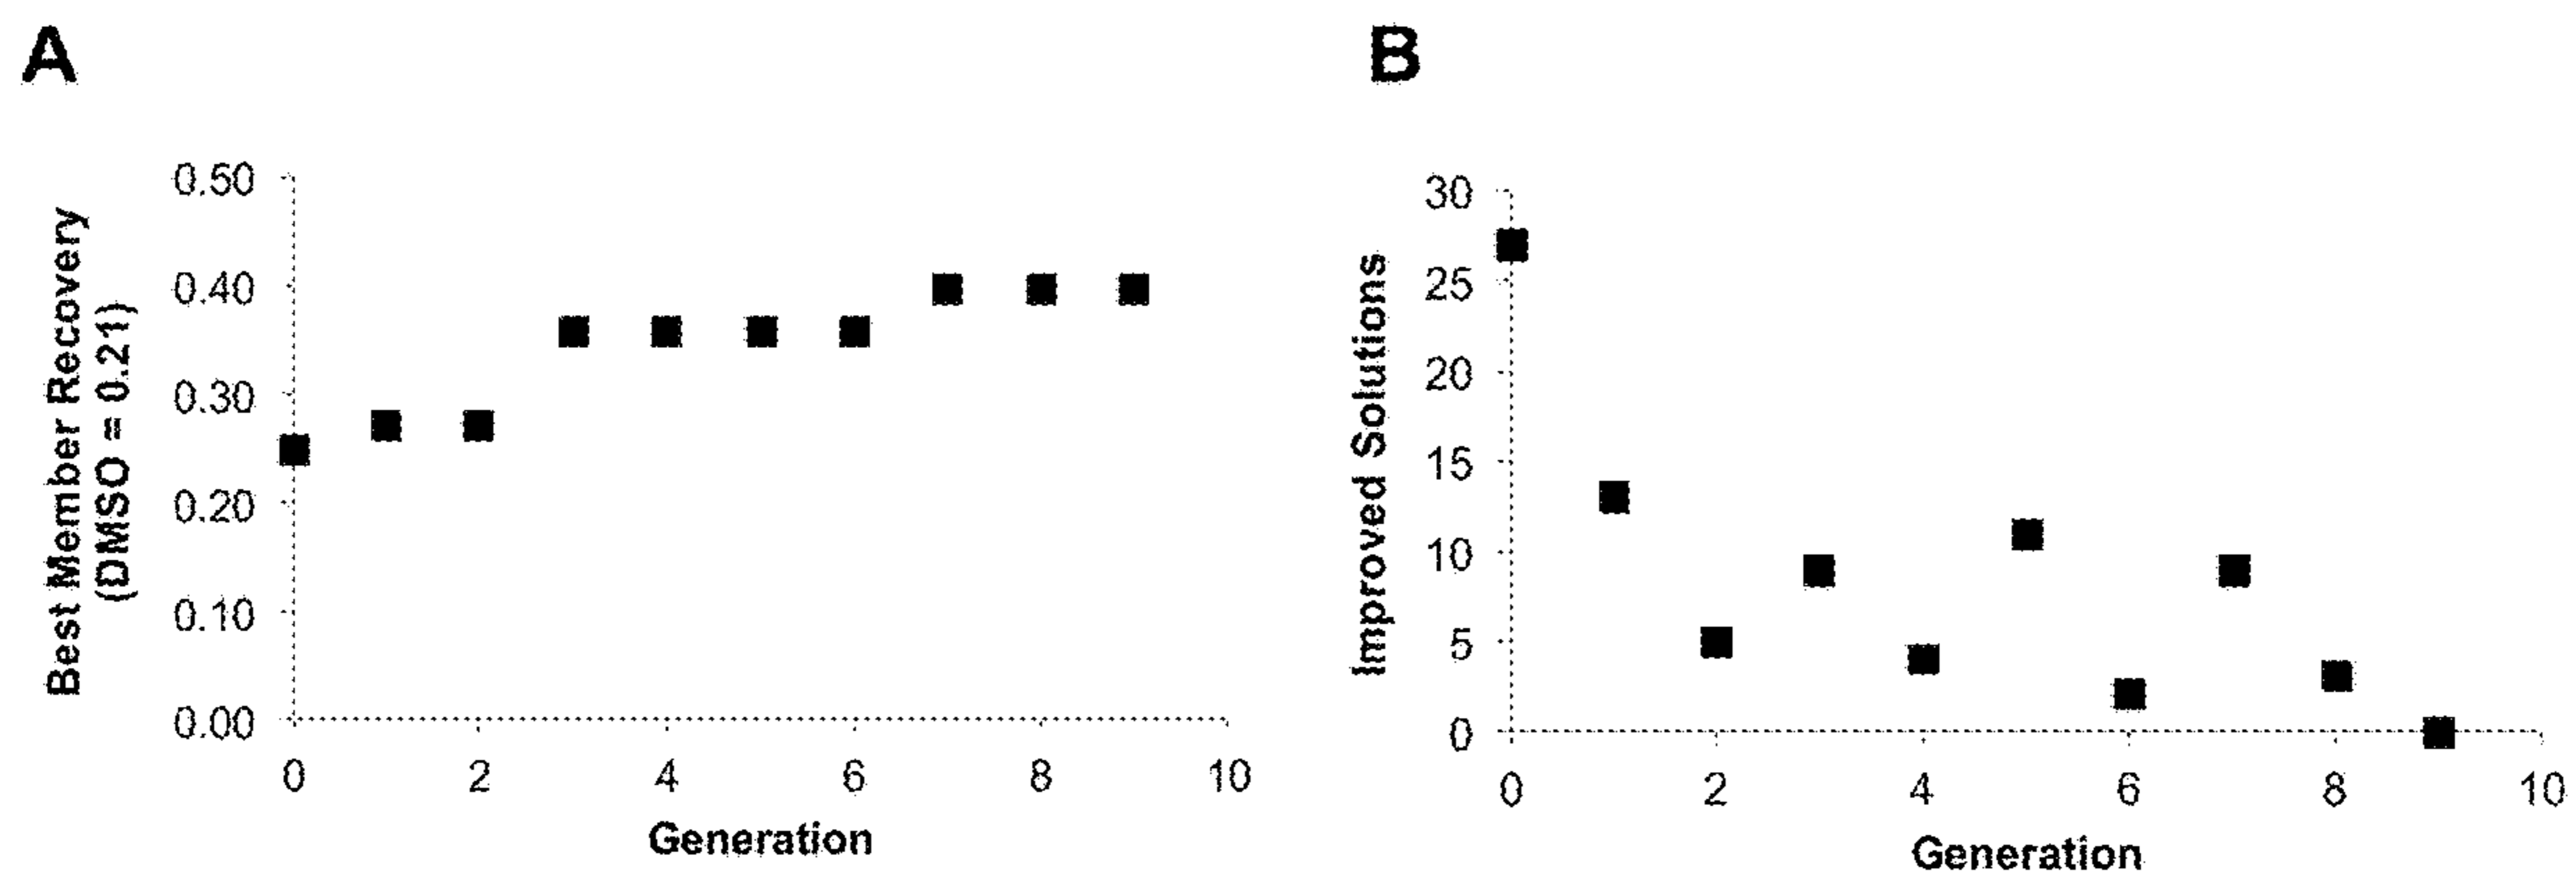 A
Best Member Recovery
(DMSO = 0.21)
0.50
0.40
0.30
0.20
0.10
0.00
0 2 4 6 8 10
Generation
B
Improved Solutions
30
25
20
15
10
5
0
0 2 4 6 8 10
Generation